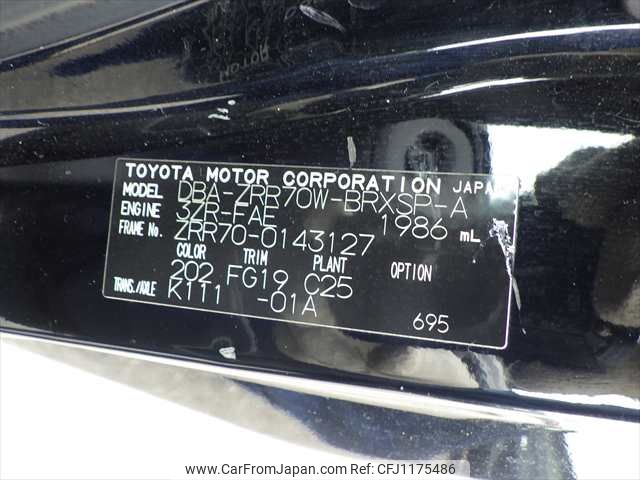 TOYOTA MOTOR CORPORATION JAPAN
MODEL DBA-ZRR70W-BRXSP-A
ENGINE 3ZR-FAE 1986 mL
FRAME No. ZRR70-0143127
COLOR TRIM PLANT OPTION
202 FG19 C25
TRANS./AXLE K111 -01A
695
www.CarFromJapan.com Ref:CFJ1175486